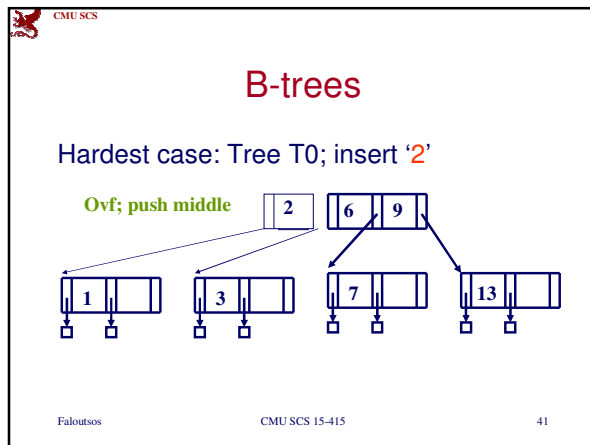 CMU SCS
B-trees
Hardest case: Tree T0; insert ‘2’
Ovf; push middle
2
6 9
1 3 7 13
Faloutsos CMU SCS 15-415 41